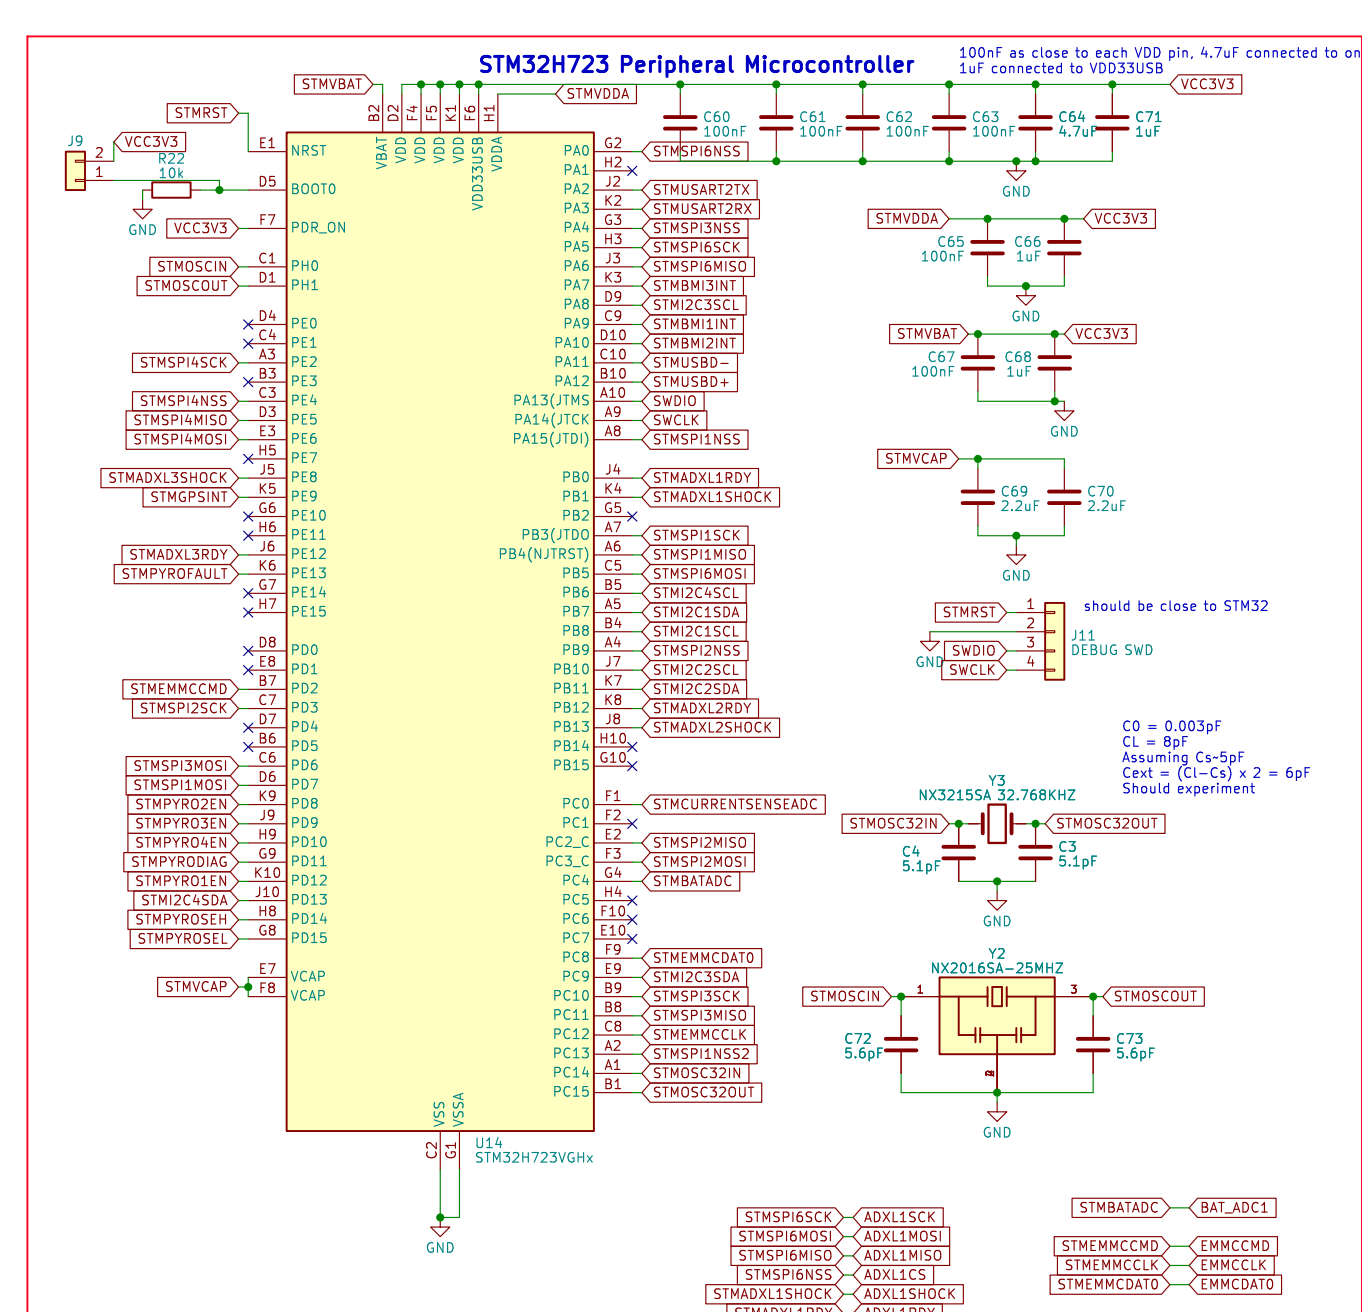 STM32H723 Peripheral Microcontroller
100nF as close to each VDD pin, 4.7uF connected to on
1uF connected to VDD33USB
STMVBAT
STMVDDA
VCC3V3
STMRST
J9
VCC3V3
2
1
R22
10k
GND
VCC3V3
STMOSCIN
STMOSCOUT
STMSPI4SCK
STMSPI4NSS
STMSPI4MISO
STMSPI4MOSI
STMADXL3SHOCK
STMGPSINT
STMADXL3RDY
STMPYROFAULT
STMEMMCCMD
STMSPI2SCK
STMSPI3MOSI
STMSPI1MOSI
STMPYRO2EN
STMPYRO3EN
STMPYRO4EN
STMPYRODIAG
STMPYRO1EN
STMI2C4SDA
STMPYROSEH
STMPYROSEL
STMVCAP
B2 VBAT
D2 VDD
F4 VDD
F5 VDD
K1 VDD
F6 VDD33USB
H1 VDDA
E1 NRST
D5 BOOT0
F7 PDR_ON
C1 PH0
D1 PH1
D4 PE0
C4 PE1
A3 PE2
B3 PE3
C3 PE4
D3 PE5
E3 PE6
H5 PE7
J5 PE8
K5 PE9
G6 PE10
H6 PE11
J6 PE12
K6 PE13
G7 PE14
H7 PE15
D8 PD0
E8 PD1
B7 PD2
C7 PD3
D7 PD4
B6 PD5
C6 PD6
D6 PD7
K9 PD8
J9 PD9
H9 PD10
G9 PD11
K10 PD12
J10 PD13
H8 PD14
G8 PD15
E7 VCAP
F8 VCAP
PA0 G2 STMSPI6NSS
PA1 H2
PA2 J2 STMUSART2TX
PA3 K2 STMUSART2RX
PA4 G3 STMSPI3NSS
PA5 H3 STMSPI6SCK
PA6 J3 STMSPI6MISO
PA7 K3 STMBMI3INT
PA8 D9 STMI2C3SCL
PA9 C9 STMBMI1INT
PA10 D10 STMBMI2INT
PA11 C10 STMUSBD-
PA12 B10 STMUSBD+
PA13(JTMS A10 SWDIO
PA14(JTCK A9 SWCLK
PA15(JTDI) A8 STMSPI1NSS
PB0 J4 STMADXL1RDY
PB1 K4 STMADXL1SHOCK
PB2 G5
PB3(JTDO A7 STMSPI1SCK
PB4(NJTRST) A6 STMSPI1MISO
PB5 C5 STMSPI6MOSI
PB6 B5 STMI2C4SCL
PB7 A5 STMI2C1SDA
PB8 B4 STMI2C1SCL
PB9 A4 STMSPI2NSS
PB10 J7 STMI2C2SCL
PB11 K7 STMI2C2SDA
PB12 K8 STMADXL2RDY
PB13 J8 STMADXL2SHOCK
PB14 H10
PB15 G10
PC0 F1 STMCURRENTSENSEADC
PC1 F2
PC2_C E2 STMSPI2MISO
PC3_C F3 STMSPI2MOSI
PC4 G4 STMBATADC
PC5 H4
PC6 F10
PC7 E10
PC8 F9 STMEMMCDAT0
PC9 E9 STMI2C3SDA
PC10 B9 STMSPI3SCK
PC11 B8 STMSPI3MISO
PC12 C8 STMEMMCCLK
PC13 A2 STMSPI1NSS2
PC14 A1 STMOSC32IN
PC15 B1 STMOSC32OUT
VSS C2
VSSA G1
U14
STM32H723VGHx
GND
C60
100nF
C61
100nF
C62
100nF
C63
100nF
C64
4.7uF
C71
1uF
GND
STMVDDA
VCC3V3
C65
100nF
C66
1uF
GND
STMVBAT
VCC3V3
C67
100nF
C68
1uF
GND
STMVCAP
C69
2.2uF
C70
2.2uF
GND
should be close to STM32
STMRST 1
2
SWDIO 3
SWCLK 4
GND
J11
DEBUG SWD
C0 = 0.003pF
CL = 8pF
Assuming Cs~5pF
Cext = (Cl-Cs) x 2 = 6pF
Should experiment
Y3
NX3215SA 32.768KHZ
STMOSC32IN
STMOSC32OUT
C4
5.1pF
C3
5.1pF
GND
Y2
NX2016SA-25MHZ
STMOSCIN
1
3
STMOSCOUT
C72
5.6pF
C73
5.6pF
GND
STMSPI6SCK ADXL1SCK
STMSPI6MOSI ADXL1MOSI
STMSPI6MISO ADXL1MISO
STMSPI6NSS ADXL1CS
STMADXL1SHOCK ADXL1SHOCK
STMADXL1RDY ADXL1RDY
STMBATADC BAT_ADC1
STMEMMCCMD EMMCCMD
STMEMMCCLK EMMCCLK
STMEMMCDAT0 EMMCDAT0